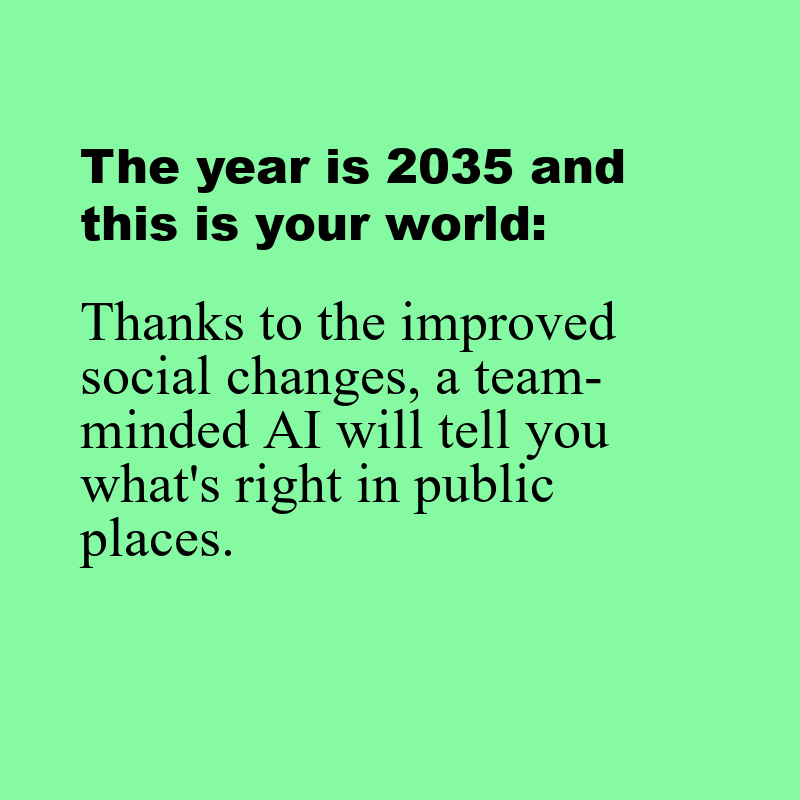 The year is 2035 and
this is your world:
Thanks to the improved
social changes, a team-
minded AI will tell you
what's right in public
places.